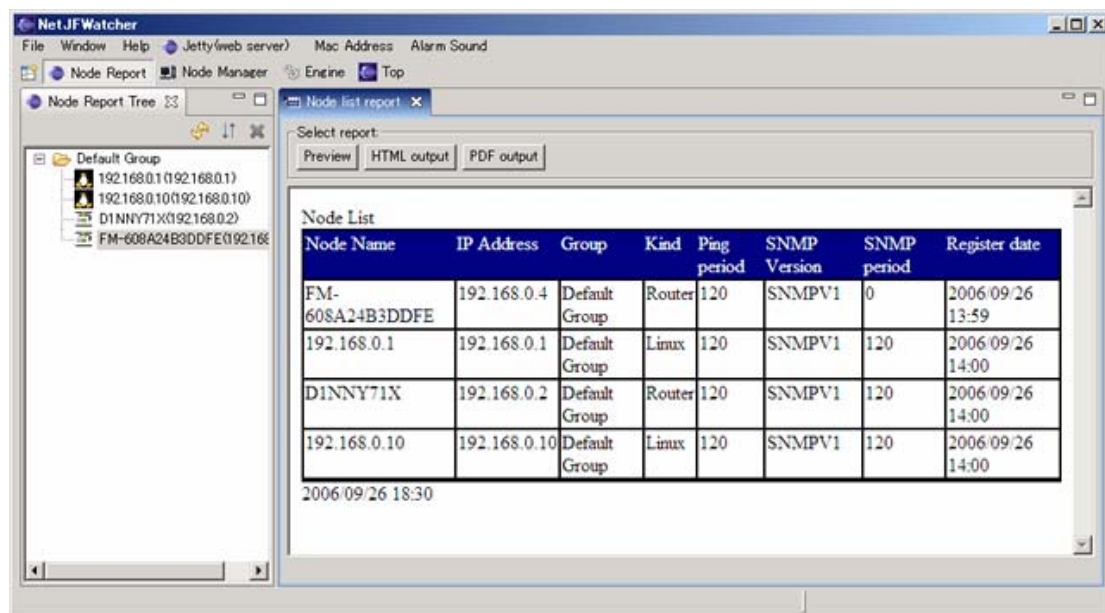 NetJFWatcher
File Window Help Jetty(web server) Mac Address Alarm Sound
Node Report Node Manager Engine Top
Node Report Tree
Default Group
192.168.0.1(192.168.0.1)
192.168.0.10(192.168.0.10)
D1NNY71X(192.168.0.2)
FM-608A24B3DDFE(192.168
Node list report
Select report:
Preview HTML output PDF output
Node List
Node Name IP Address Group Kind Ping period SNMP Version SNMP period Register date
FM-608A24B3DDFE 192.168.0.4 Default Group Router 120 SNMPV1 0 2006/09/26 13:59
192.168.0.1 192.168.0.1 Default Group Linux 120 SNMPV1 120 2006/09/26 14:00
D1NNY71X 192.168.0.2 Default Group Router 120 SNMPV1 120 2006/09/26 14:00
192.168.0.10 192.168.0.10 Default Group Linux 120 SNMPV1 120 2006/09/26 14:00
2006/09/26 18:30